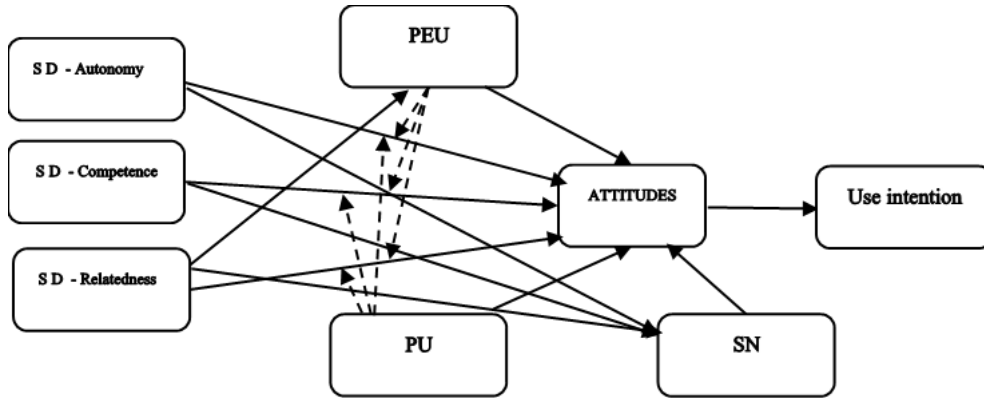 PEU
S D - Autonomy
S D - Competence
ATTITUDES
Use intention
S D - Relatedness
PU
SN